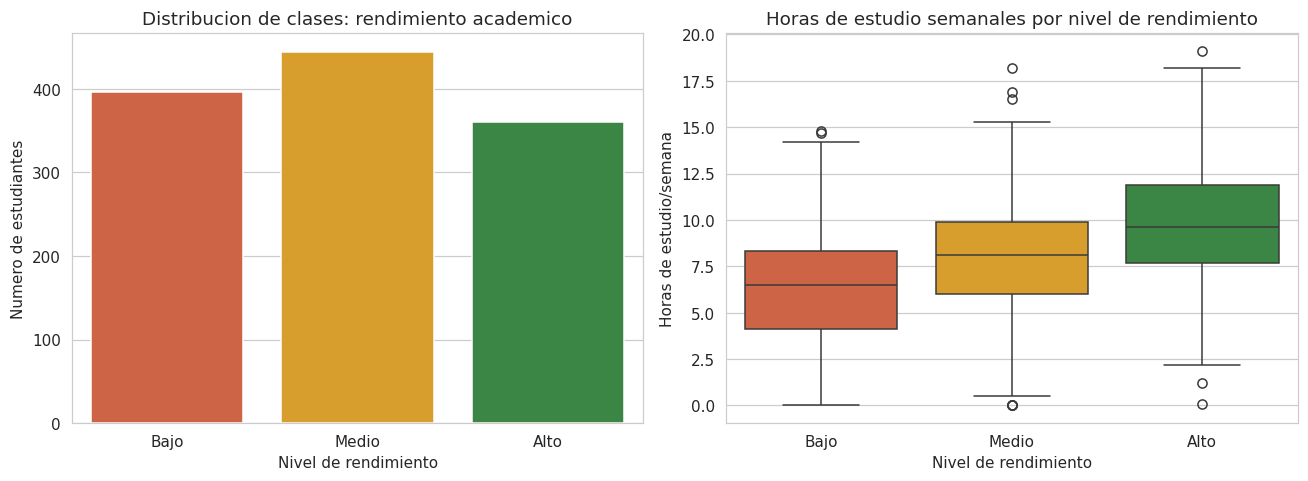 Distribucion de clases: rendimiento academico
Numero de estudiantes
400
300
200
100
0
Bajo Medio Alto
Nivel de rendimiento
Horas de estudio semanales por nivel de rendimiento
Horas de estudio/semana
20.0
17.5
15.0
12.5
10.0
7.5
5.0
2.5
0.0
Bajo Medio Alto
Nivel de rendimiento